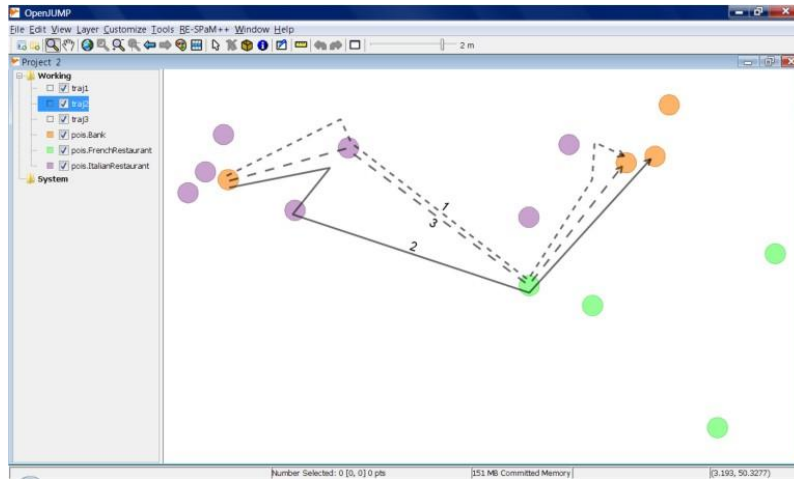 OpenJUMP
File Edit View Layer Customize Tools RE-SPaM++ Window Help
2 m
Project 2
Working
traj1
traj2
traj3
pois.Bank
pois.FrenchRestaurant
pois.ItalianRestaurant
System
1
3
2
Number Selected: 0 [0, 0] 0 pts
151 MB Committed Memory
(3.193, 50.3277)